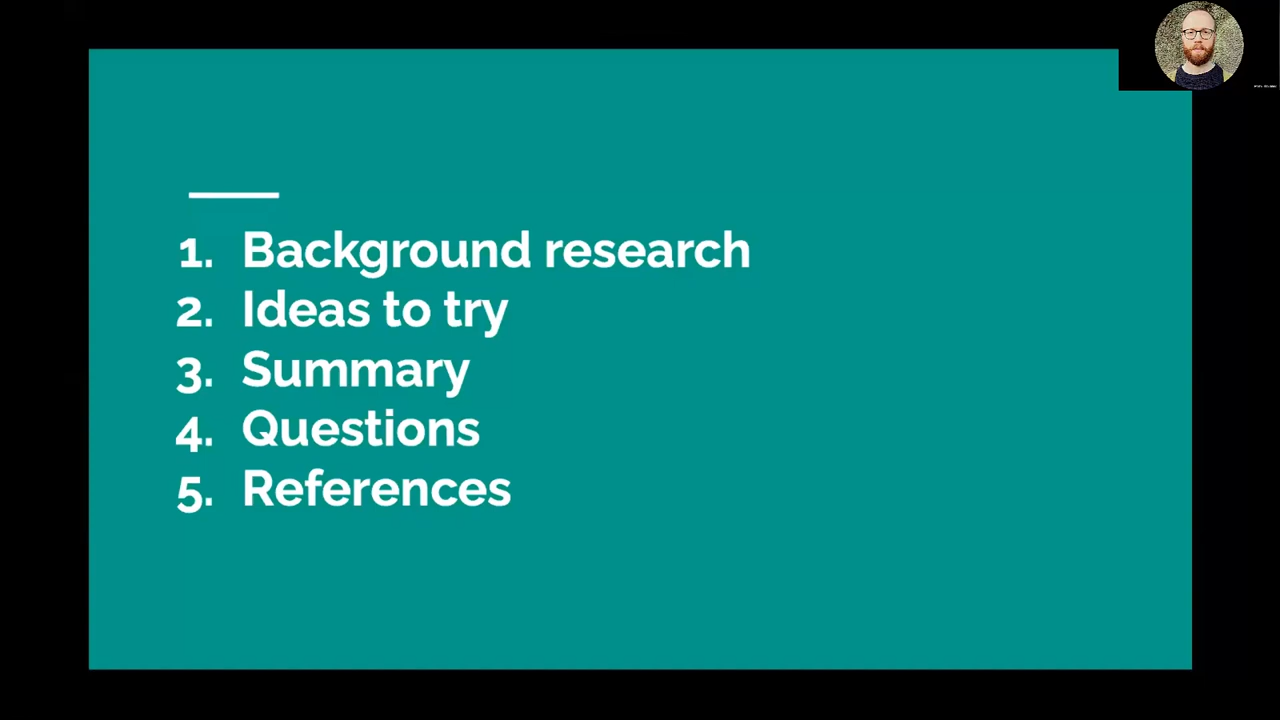 1. Background research
2. Ideas to try
3. Summary
4. Questions
5. References